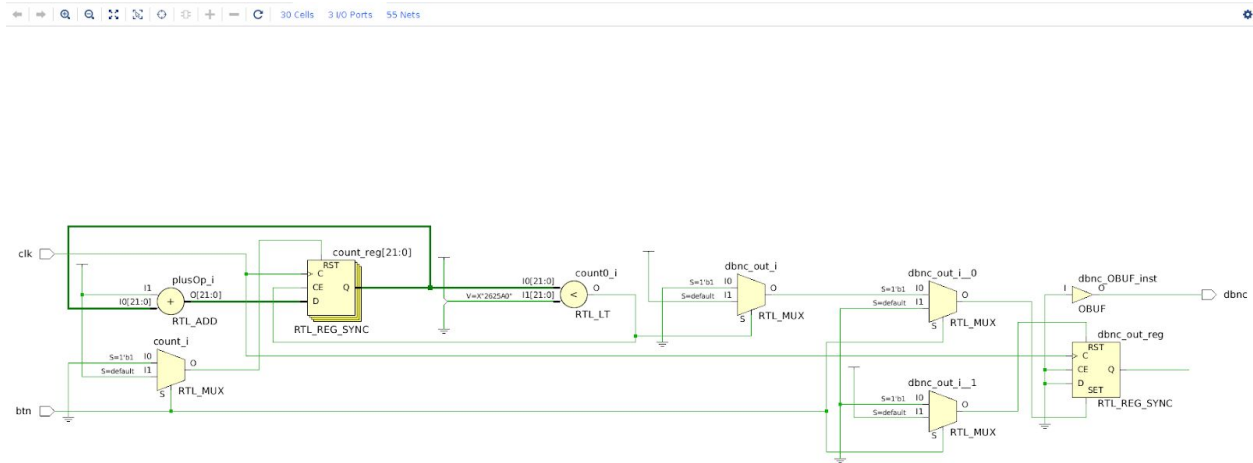 30 Cells 3 I/O Ports 55 Nets
clk
plusOp_i
I1
I0[21:0]
+
O[21:0]
RTL_ADD
count_reg[21:0]
RST
C
CE
D
Q
RTL_REG_SYNC
count_i
S=1'b1 I0
S=default I1
O
S
RTL_MUX
btn
count0_i
I0[21:0]
V=X"2625A0" I1[21:0]
<
O
RTL_LT
dbnc_out_i
S=1'b1 I0
S=default I1
O
S
RTL_MUX
dbnc_out_i__0
S=1'b1 I0
S=default I1
O
S
RTL_MUX
dbnc_out_i__1
S=1'b1 I0
S=default I1
O
S
RTL_MUX
dbnc_OBUF_inst
I
O
OBUF
dbnc
dbnc_out_reg
RST
C
CE
D
Q
SET
RTL_REG_SYNC